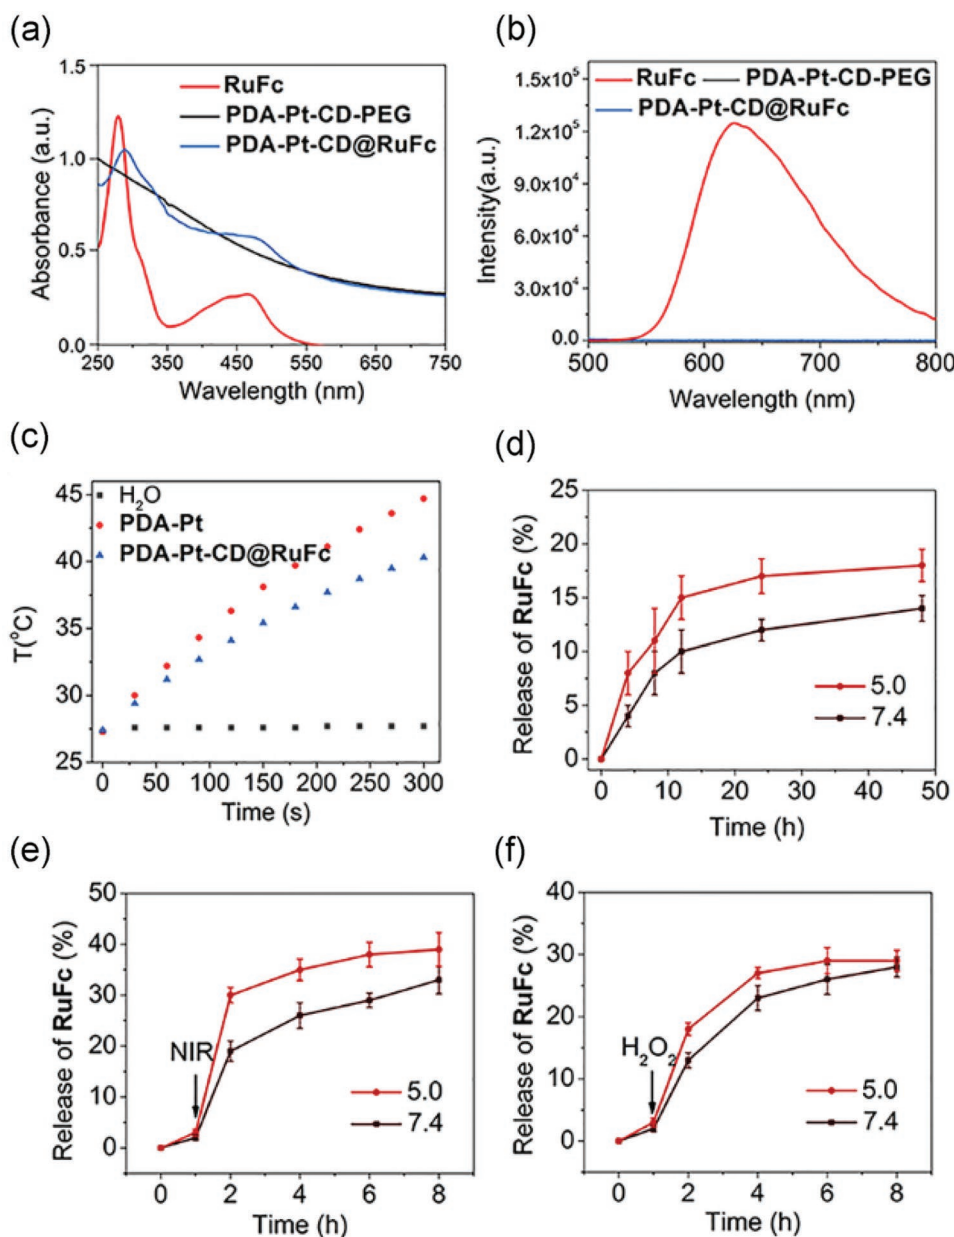 (a)
1.5
1.0
0.5
0.0
Absorbance (a.u.)
RuFc
PDA-Pt-CD-PEG
PDA-Pt-CD@RuFc
250 350 450 550 650 750
Wavelength (nm)
(b)
1.5x10⁵
1.2x10⁵
9.0x10⁴
6.0x10⁴
3.0x10⁴
0.0
Intensity(a.u.)
RuFc PDA-Pt-CD-PEG
PDA-Pt-CD@RuFc
500 600 700 800
Wavelength (nm)
(c)
45
40
35
30
25
T(°C)
H₂O
PDA-Pt
PDA-Pt-CD@RuFc
0 50 100 150 200 250 300
Time (s)
(d)
25
20
15
10
5
0
Release of RuFc (%)
5.0
7.4
0 10 20 30 40 50
Time (h)
(e)
50
40
30
20
10
0
Release of RuFc (%)
NIR
5.0
7.4
0 2 4 6 8
Time (h)
(f)
40
30
20
10
0
Release of RuFc (%)
H₂O₂
5.0
7.4
0 2 4 6 8
Time (h)